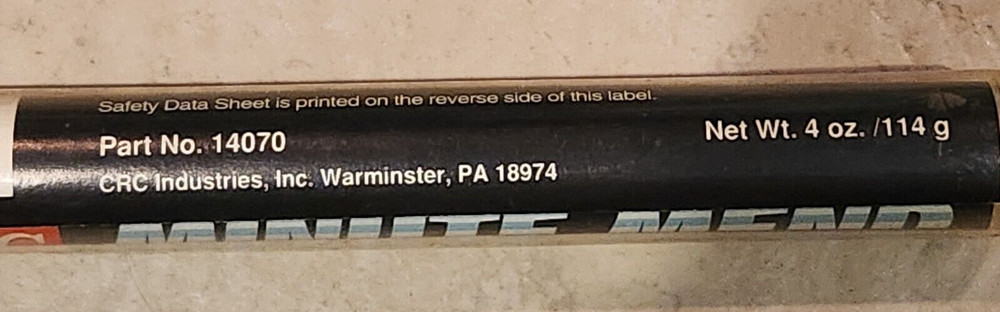 Safety Data Sheet is printed on the reverse side of this label.
Part No. 14070
Net Wt. 4 oz. /114 g
CRC Industries, Inc. Warminster, PA 18974
MINUTE MEND